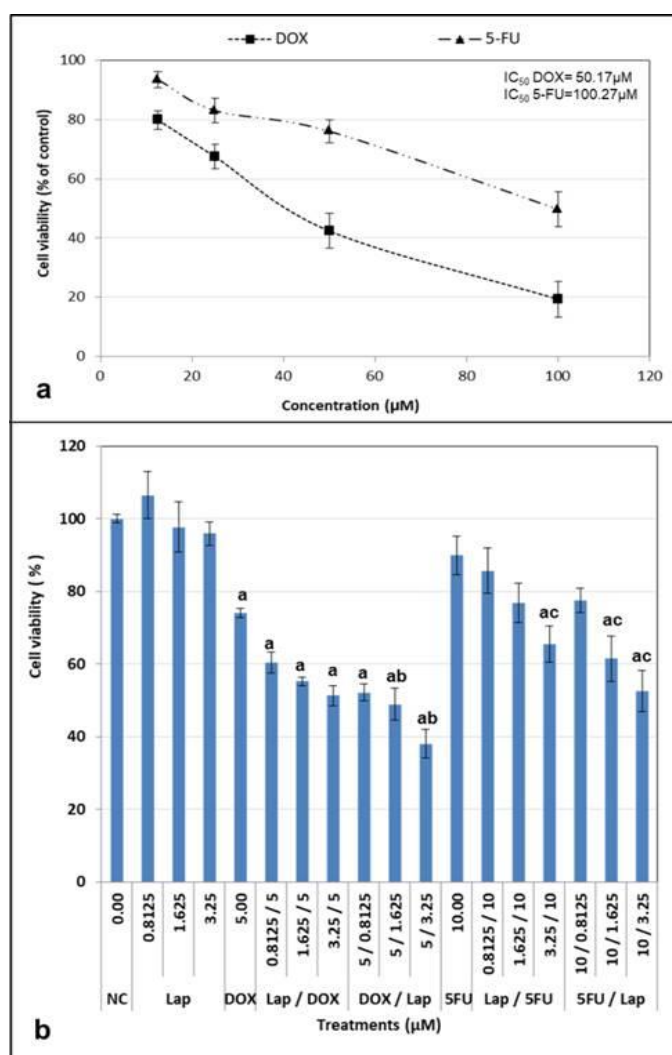 DOX 5-FU
100
80
60
40
20
0
Cell viability (% of control)
IC50 DOX= 50.17µM
IC50 5-FU=100.27µM
0 20 40 60 80 100 120
Concentration (µM)
a
120
100
80
60
40
20
0
Cell viability ( % )
a
a
a
a
a
ab
ab
ac
ac
ac
0.00
0.8125
1.625
3.25
5.00
0.8125 / 5
1.625 / 5
3.25 / 5
5 / 0.8125
5 / 1.625
5 / 3.25
10.00
0.8125 / 10
1.625 / 10
3.25 / 10
10 / 0.8125
10 / 1.625
10 / 3.25
NC Lap DOX Lap / DOX DOX / Lap 5FU Lap / 5FU 5FU / Lap
Treatments (µM)
b